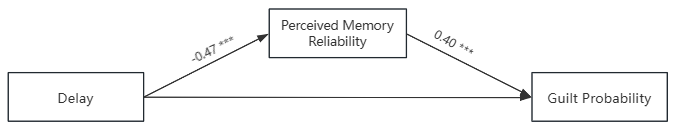 Perceived Memory
Reliability
-0.47 ***
0.40 ***
Delay
Guilt Probability